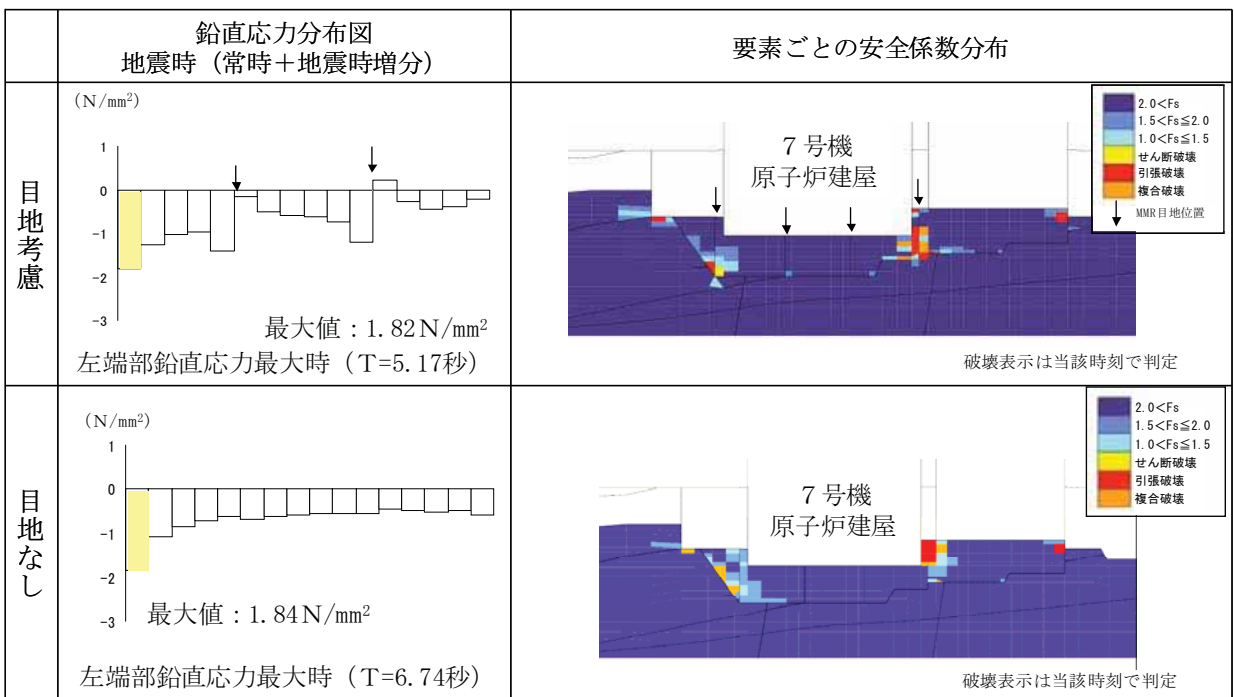 鉛直応力分布図
地震時（常時＋地震時増分）
要素ごとの安全係数分布
目地考慮
(N/mm²)
1
0
-1
-2
-3
最大値：1.82N/mm²
左端部鉛直応力最大時（T=5.17秒）
7号機
原子炉建屋
2.0<Fs
1.5<Fs≦2.0
1.0<Fs≦1.5
せん断破壊
引張破壊
複合破壊
MMR目地位置
破壊表示は当該時刻で判定
目地なし
(N/mm²)
1
0
-1
-2
-3
最大値：1.84N/mm²
左端部鉛直応力最大時（T=6.74秒）
7号機
原子炉建屋
2.0<Fs
1.5<Fs≦2.0
1.0<Fs≦1.5
せん断破壊
引張破壊
複合破壊
破壊表示は当該時刻で判定